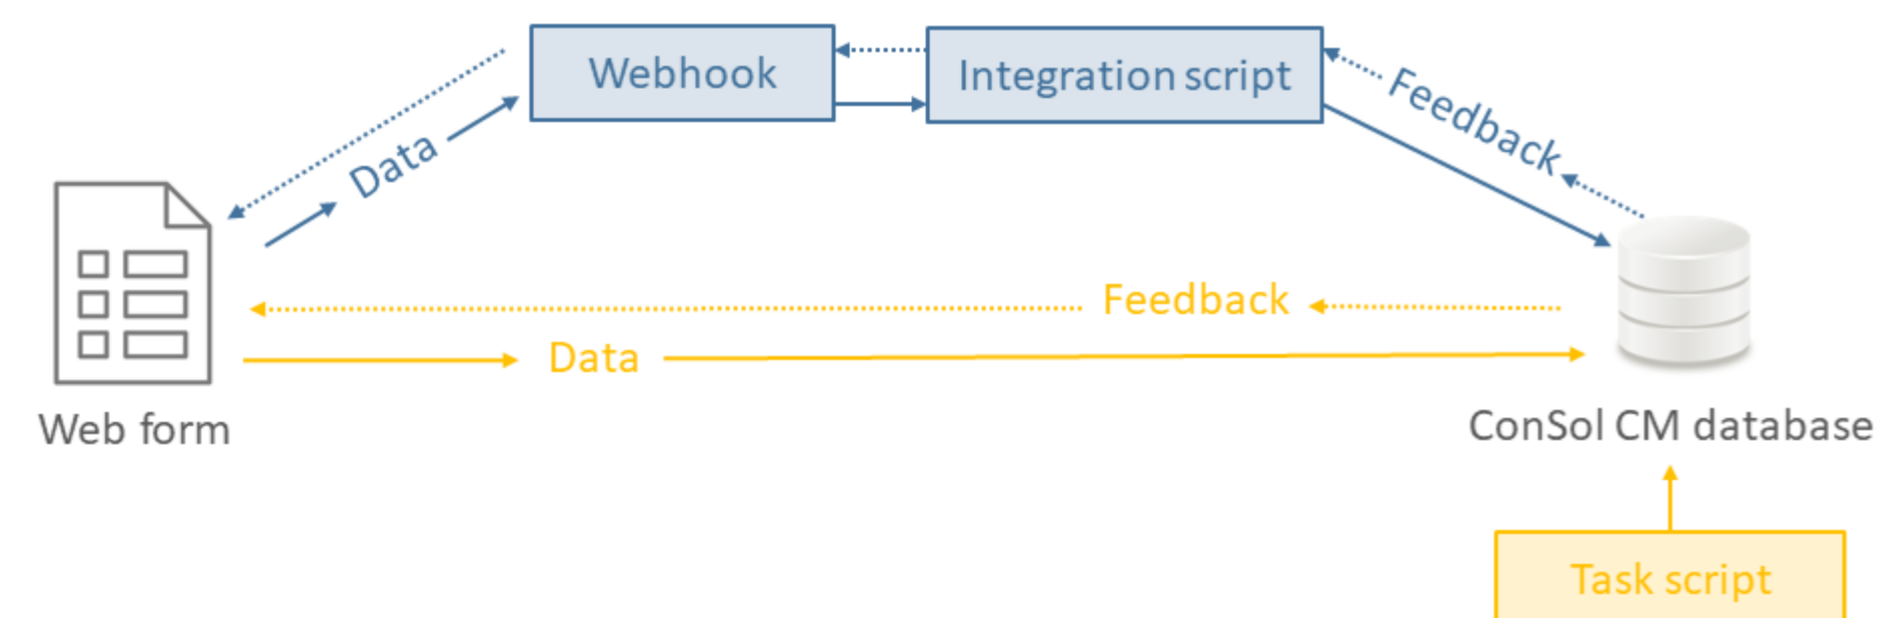 Webhook
Integration script
Feedback
Data
Feedback
Data
Web form
ConSol CM database
Task script